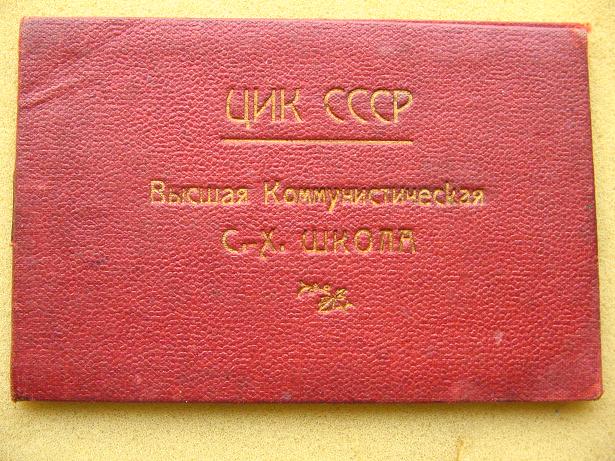 ЦИК СССР
Высшая Коммунистическая
С-Х. ШКОЛА